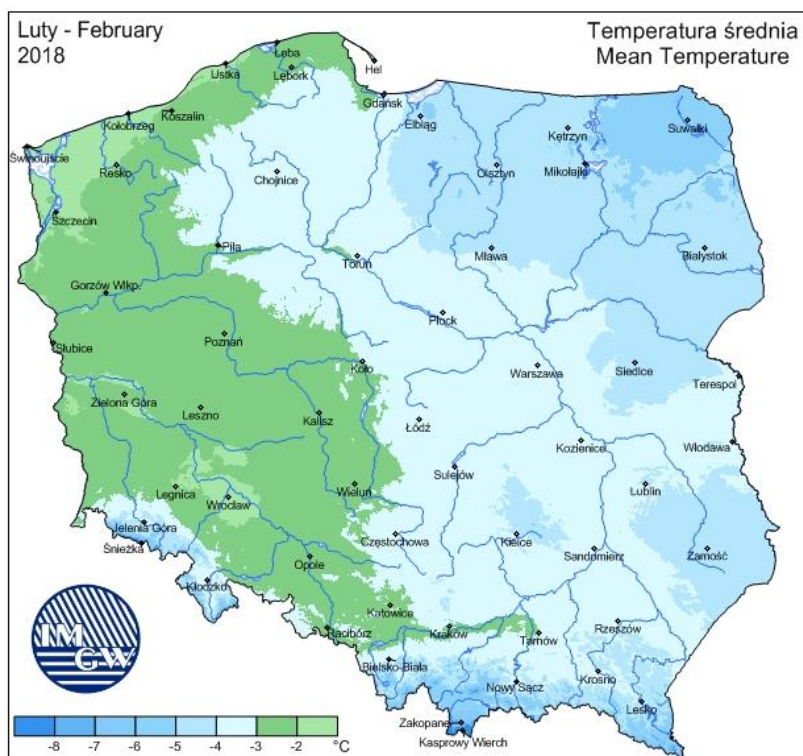 Luty - February
2018
Temperatura średnia
Mean Temperature
Łeba
Hel
Ustka
Lębork
Gdańsk
Koszalin
Kołobrzeg
Elbląg
Kętrzyn
Suwałki
Świnoujście
Resko
Chojnice
Olsztyn
Mikołajki
Szczecin
Piła
Toruń
Mława
Białystok
Gorzów Wlkp.
Płock
Poznań
Słubice
Koło
Warszawa
Siedlce
Terespol
Zielona Góra
Leszno
Kalisz
Łódź
Kozienice
Włodawa
Sulejów
Legnica
Wrocław
Wieluń
Lublin
Jelenia Góra
Śnieżka
Częstochowa
Kielce
Sandomierz
Zamość
Opole
Kłodzko
Katowice
Racibórz
Kraków
Tarnów
Rzeszów
Bielsko-Biała
Nowy Sącz
Krosno
Lesko
Zakopane
Kasprowy Wierch
IM
GW
-8 -7 -6 -5 -4 -3 -2 °C